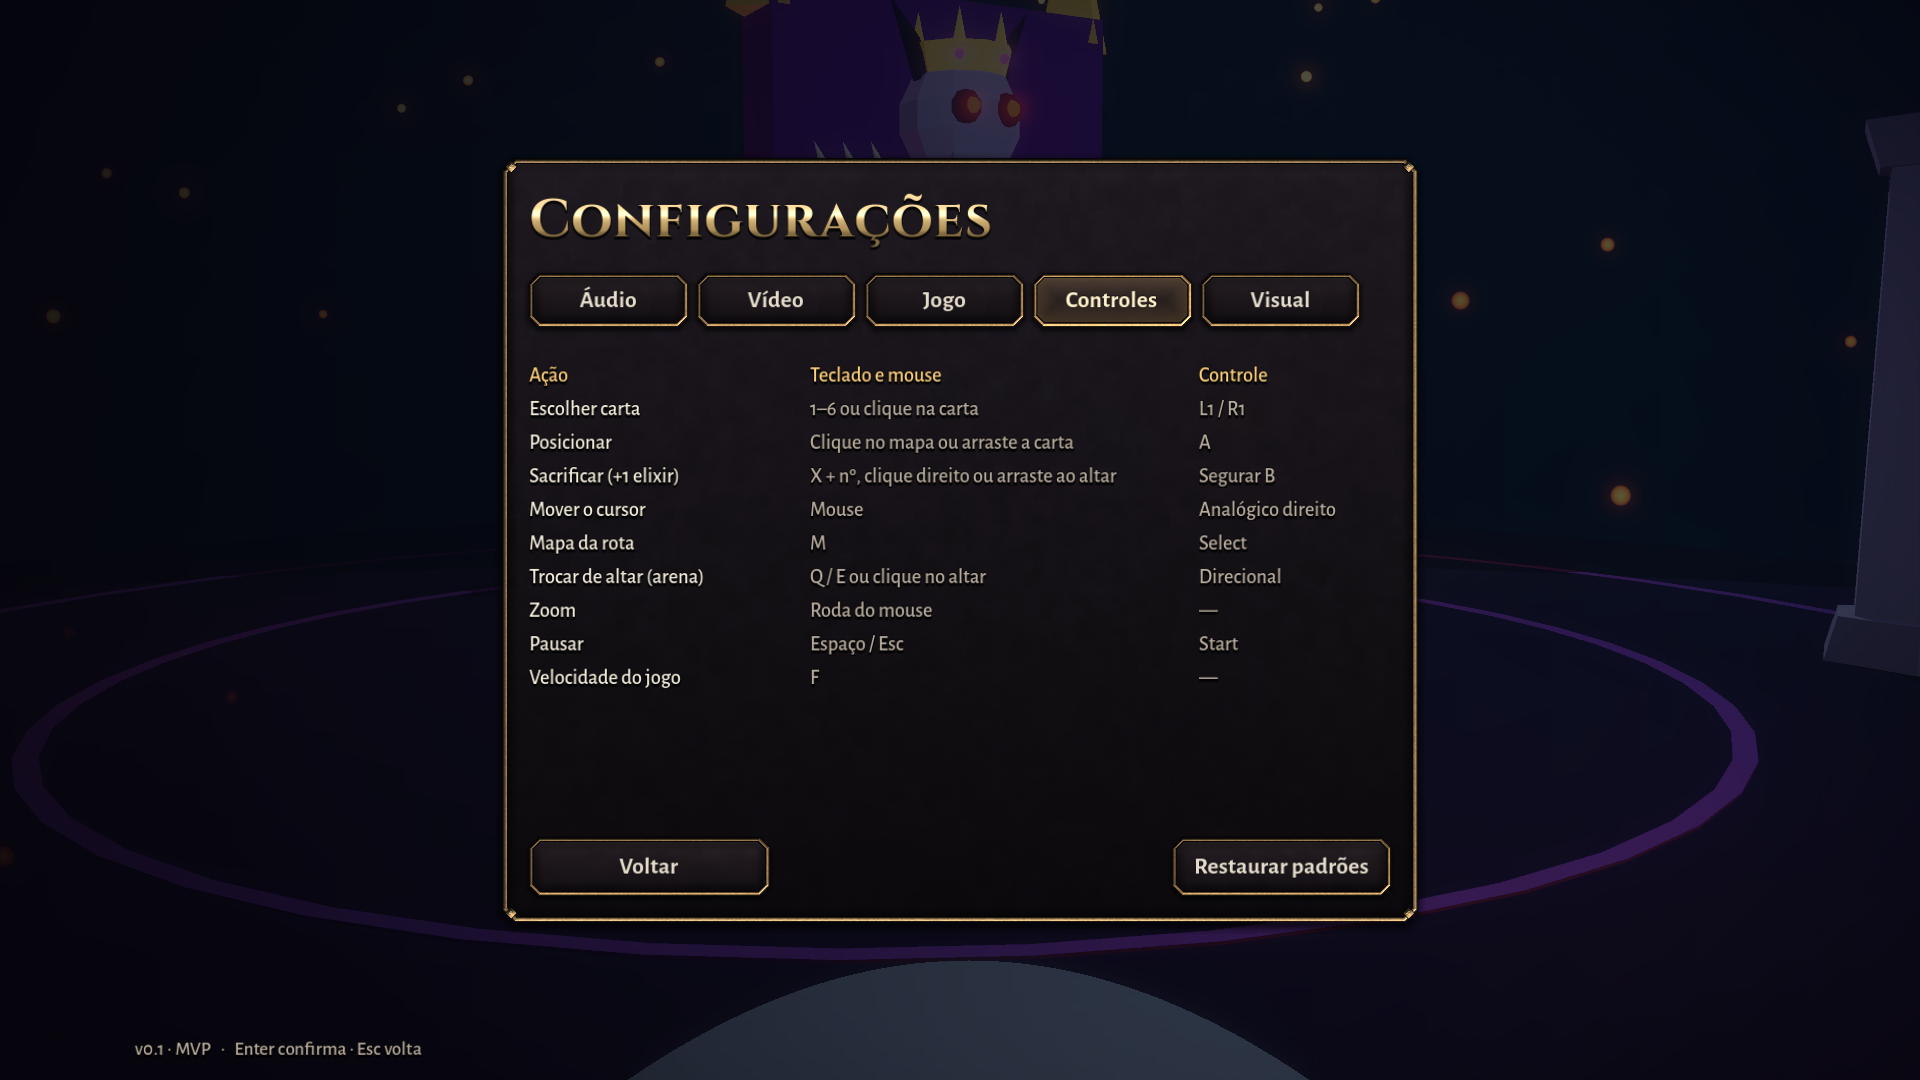 Configurações
Áudio Vídeo Jogo Controles Visual
Ação Teclado e mouse Controle
Escolher carta 1–6 ou clique na carta L1 / R1
Posicionar Clique no mapa ou arraste a carta A
Sacrificar (+1 elixir) X + nº, clique direito ou arraste ao altar Segurar B
Mover o cursor Mouse Analógico direito
Mapa da rota M Select
Trocar de altar (arena) Q / E ou clique no altar Direcional
Zoom Roda do mouse —
Pausar Espaço / Esc Start
Velocidade do jogo F —
Voltar Restaurar padrões
v0.1 · MVP · Enter confirma · Esc volta